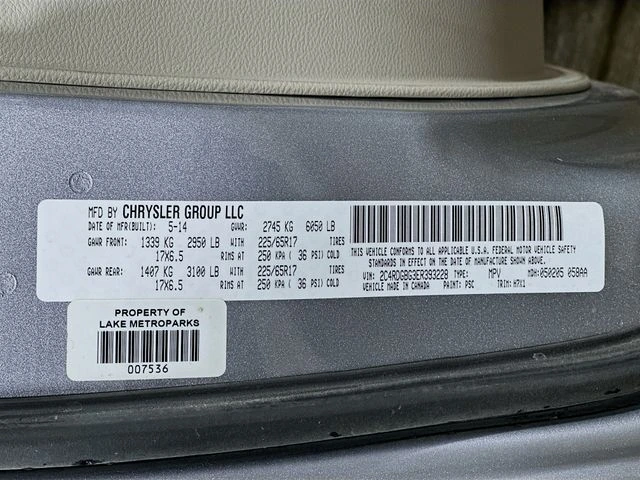 MFD BY CHRYSLER GROUP LLC
DATE OF MFR(BUILT): 5-14 GVWR: 2745 KG 6050 LB
GAWR FRONT: 1339 KG 2950 LB WITH 225/65R17 TIRES
17X6.5 RIMS AT 250 KPA ( 36 PSI) COLD
GAWR REAR: 1407 KG 3100 LB WITH 225/65R17 TIRES
17X6.5 RIMS AT 250 KPA ( 36 PSI) COLD
THIS VEHICLE CONFORMS TO ALL APPLICABLE U.S.A. FEDERAL MOTOR VEHICLE SAFETY
STANDARDS IN EFFECT ON THE DATE OF MANUFACTURE SHOWN ABOVE
VIN: 2C4RDGBG3ER393228 TYPE: MPV MDH: 050205 058AA
VEHICLE MADE IN CANADA PAINT: PSC TRIM: H7X1
PROPERTY OF
LAKE METROPARKS
007536